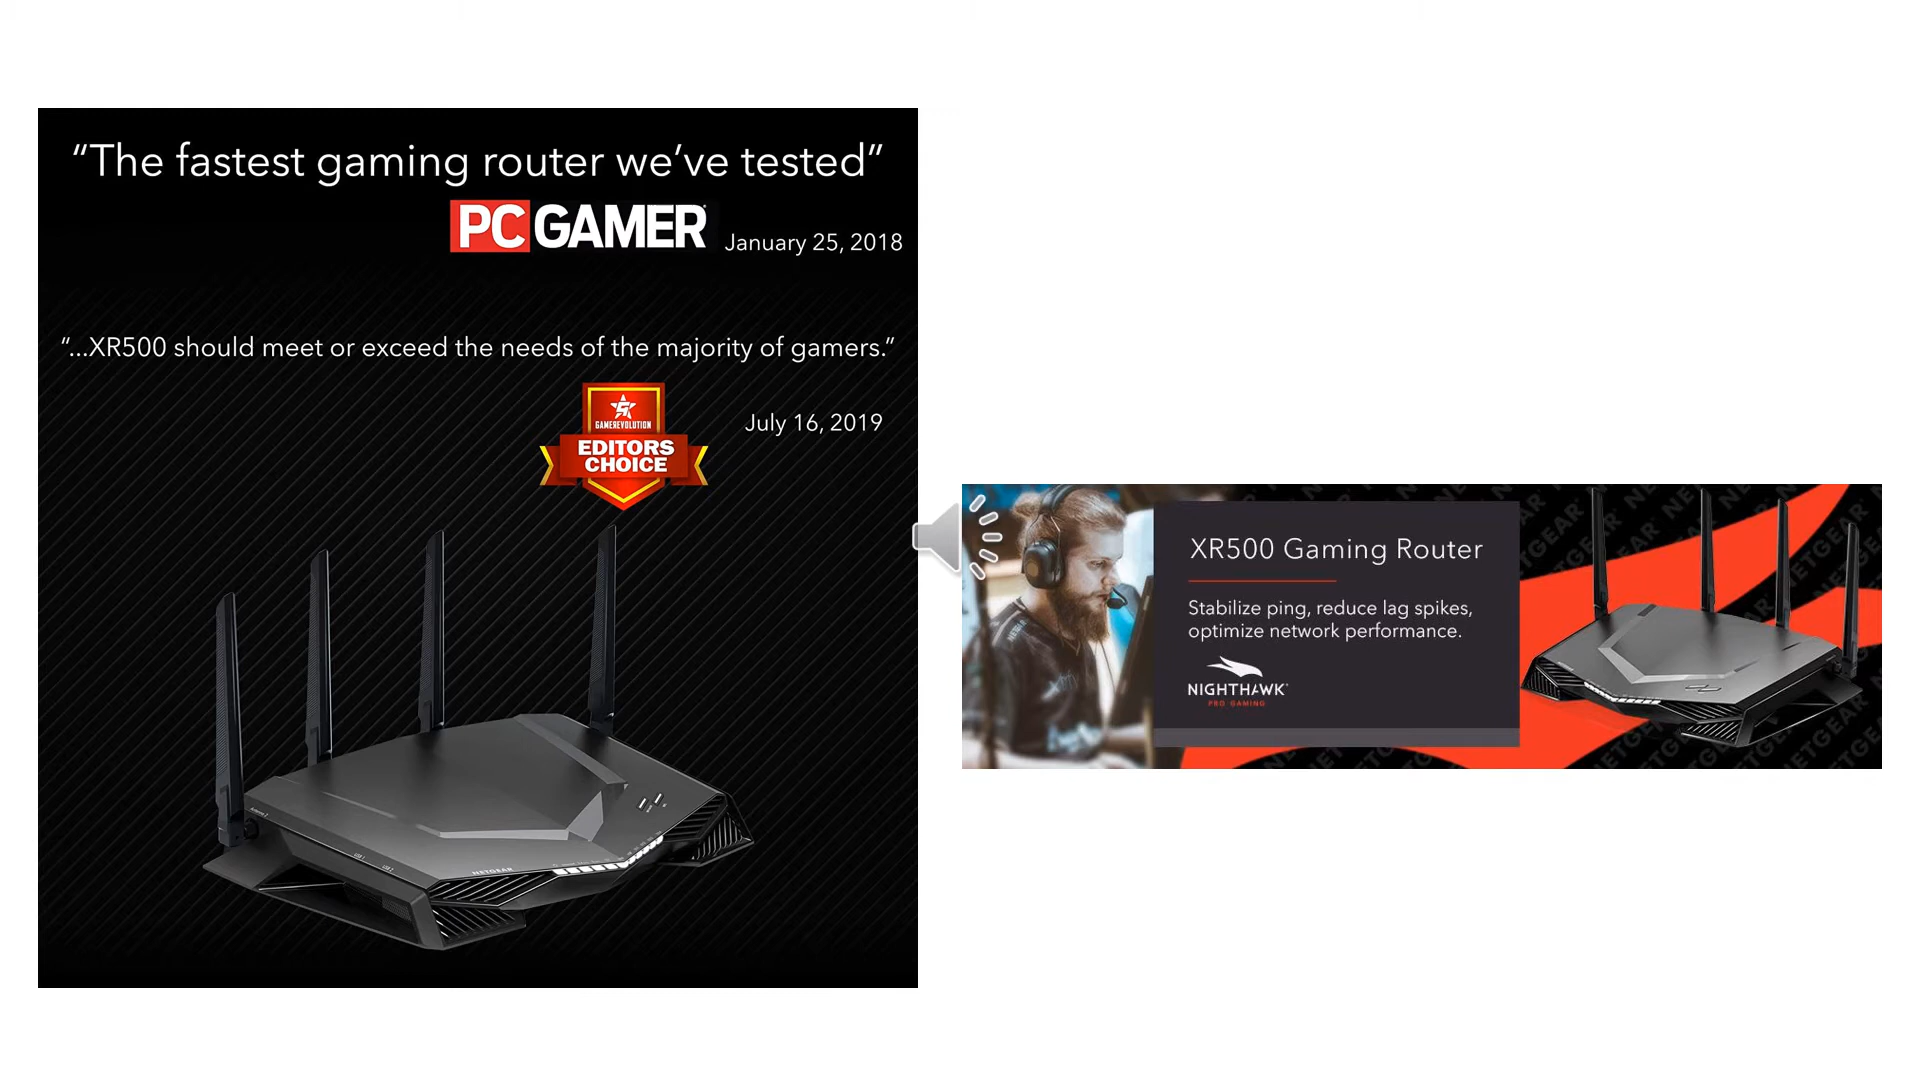 “The fastest gaming router we’ve tested”
PC GAMER
January 25, 2018
“...XR500 should meet or exceed the needs of the majority of gamers.”
GAMEREVOLUTION
July 16, 2019
EDITORS
CHOICE
NETGEAR
XR500 Gaming Router
Stabilize ping, reduce lag spikes,
optimize network performance.
NIGHTHAWK
PRO GAMING
NETGEAR